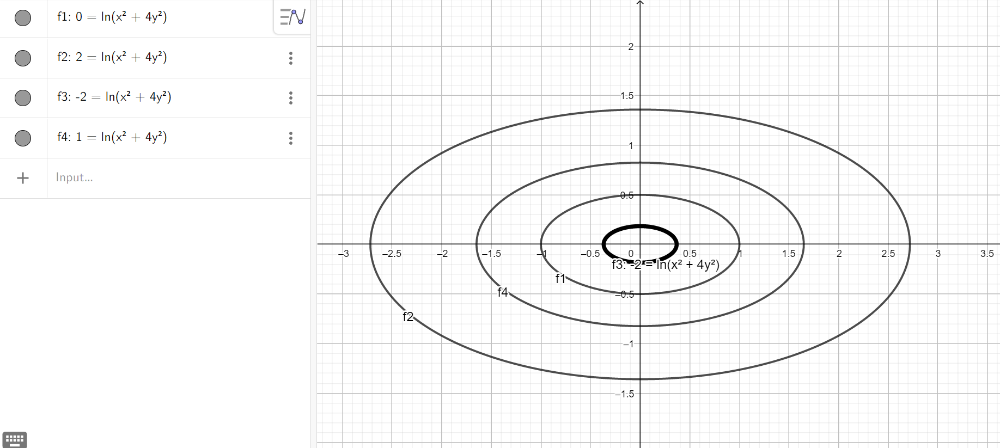 f1: 0 = ln(x² + 4y²)
f2: 2 = ln(x² + 4y²)
f3: -2 = ln(x² + 4y²)
f4: 1 = ln(x² + 4y²)
Input...
2
1.5
1
0.5
–3 –2.5 –2 –1.5 –1 –0.5 0 0.5 1 1.5 2 2.5 3 3.5
f3: -2 = ln(x² + 4y²)
f1
f4
–0.5
f2
–1
–1.5